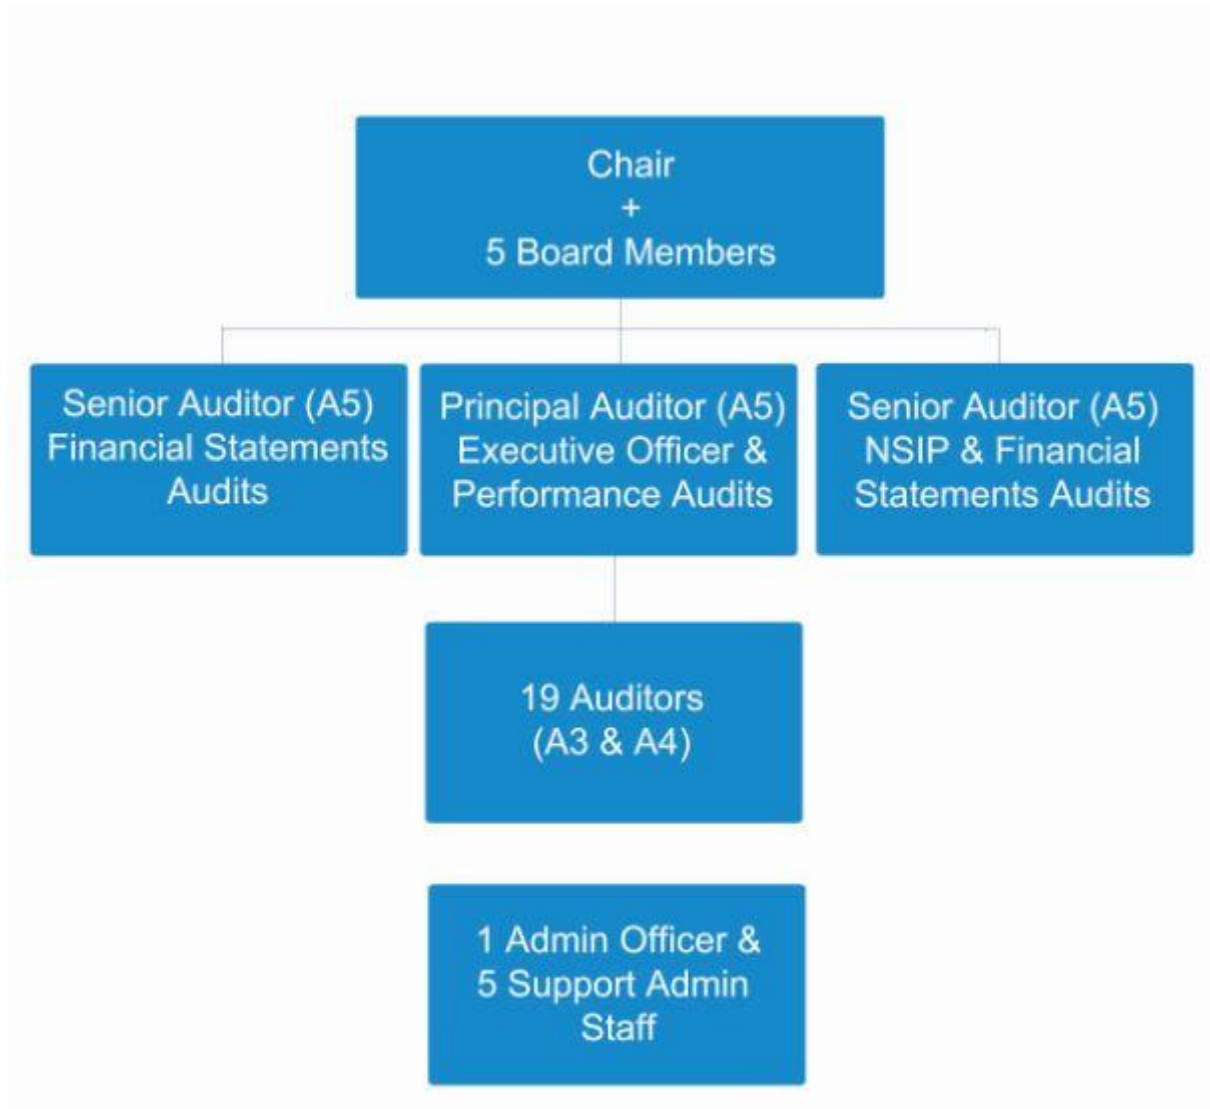 Chair
+
5 Board Members
Senior Auditor (A5)
Financial Statements
Audits
Principal Auditor (A5)
Executive Officer &
Performance Audits
Senior Auditor (A5)
NSIP & Financial
Statements Audits
19 Auditors
(A3 & A4)
1 Admin Officer &
5 Support Admin
Staff